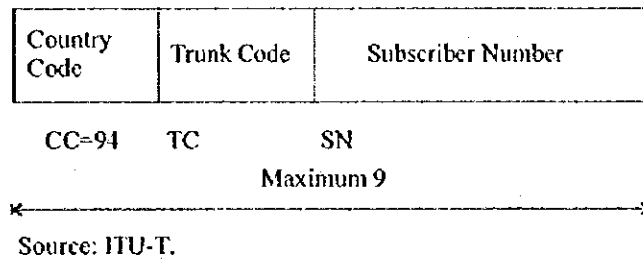 Country
Code
Trunk Code
Subscriber Number
CC=94 TC SN
Maximum 9
Source: ITU-T.